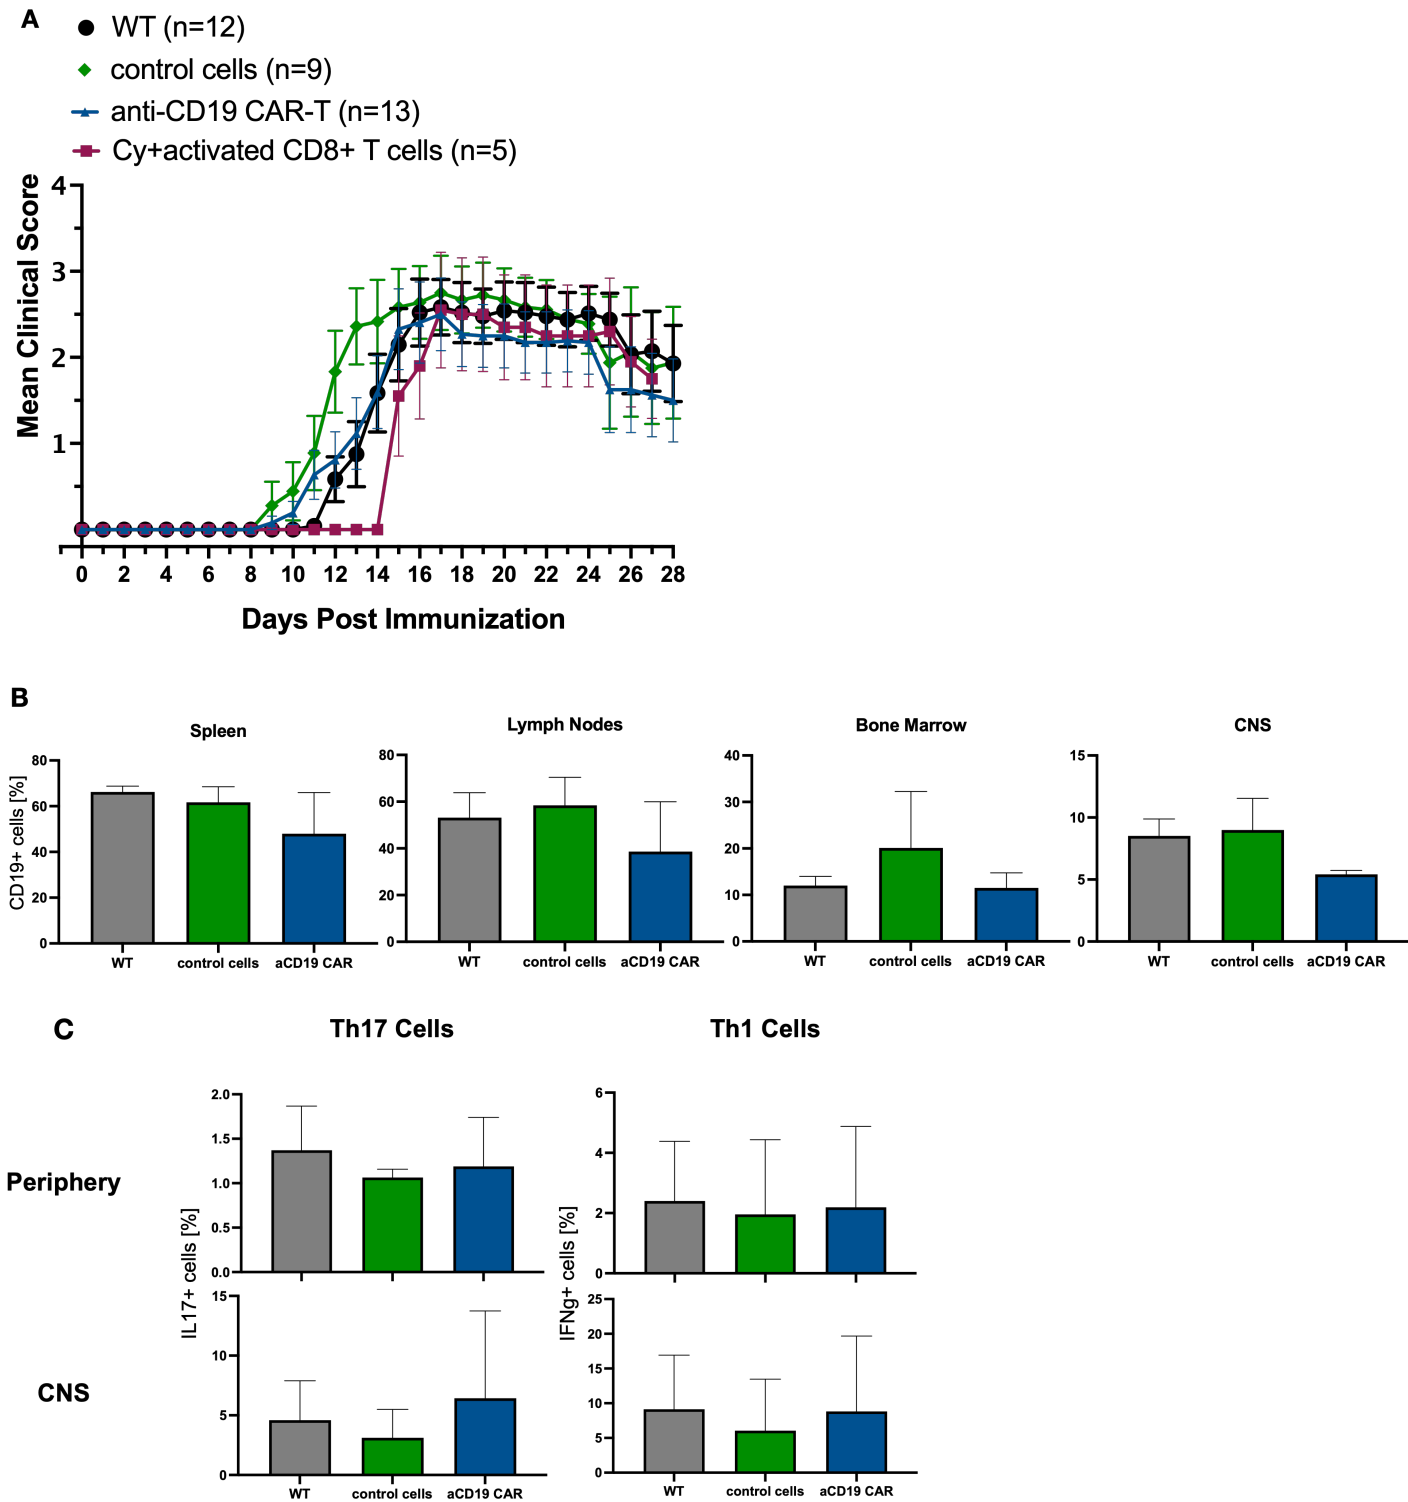 A
WT (n=12)
control cells (n=9)
anti-CD19 CAR-T (n=13)
Cy+activated CD8+ T cells (n=5)
Mean Clinical Score
4
3
2
1
0 2 4 6 8 10 12 14 16 18 20 22 24 26 28
Days Post Immunization
B
Spleen
CD19+ cells [%]
80
60
40
20
0
WT control cells aCD19 CAR
Lymph Nodes
80
60
40
20
0
WT control cells aCD19 CAR
Bone Marrow
40
30
20
10
0
WT control cells aCD19 CAR
CNS
15
10
5
0
WT control cells aCD19 CAR
C
Th17 Cells
Th1 Cells
Periphery
IL17+ cells [%]
2.0
1.5
1.0
0.5
0.0
IFNg+ cells [%]
6
4
2
0
CNS
15
10
5
0
WT control cells aCD19 CAR
25
20
15
10
5
0
WT control cells aCD19 CAR